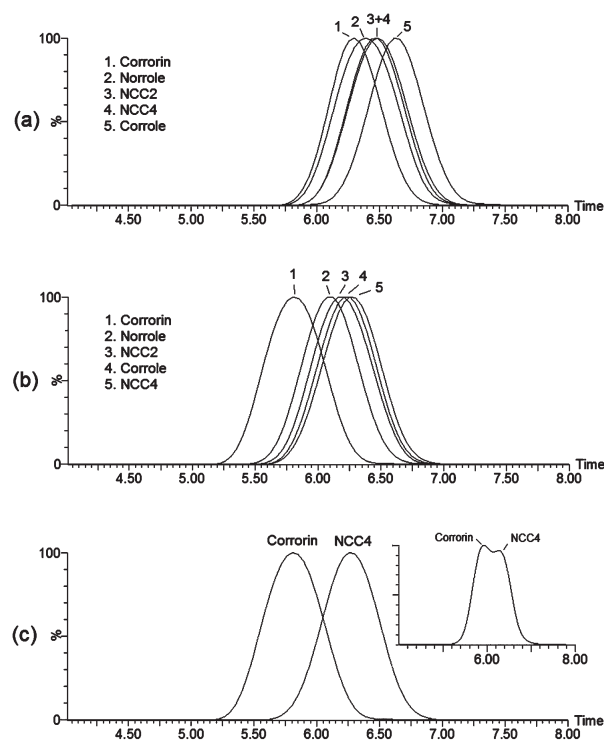 1 2 3+4 5
100
1. Corrorin
2. Norrole
3. NCC2
4. NCC4
5. Corrole
(a)
%
0
Time
4.50 5.00 5.50 6.00 6.50 7.00 7.50 8.00
1 2 3 4 5
100
1. Corrorin
2. Norrole
3. NCC2
4. Corrole
5. NCC4
(b)
%
0
Time
4.50 5.00 5.50 6.00 6.50 7.00 7.50 8.00
Corrorin NCC4
100
Corrorin NCC4
6.00 8.00
(c)
%
0
Time
4.50 5.00 5.50 6.00 6.50 7.00 7.50 8.00